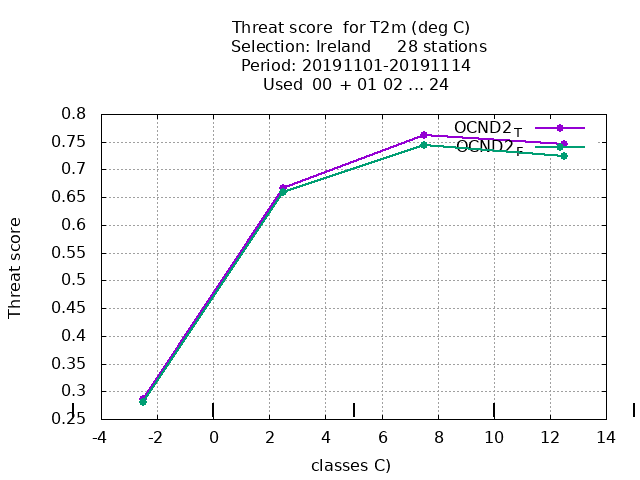 Threat score  for T2m (deg C)
Selection: Ireland     28 stations
Period: 20191101-20191114
Used  00 + 01 02 ... 24
OCND2_T
OCND2_F
0.8
0.75
0.7
0.65
0.6
0.55
0.5
0.45
0.4
0.35
0.3
0.25
Threat score
-4 -2 0 2 4 6 8 10 12 14
classes C)